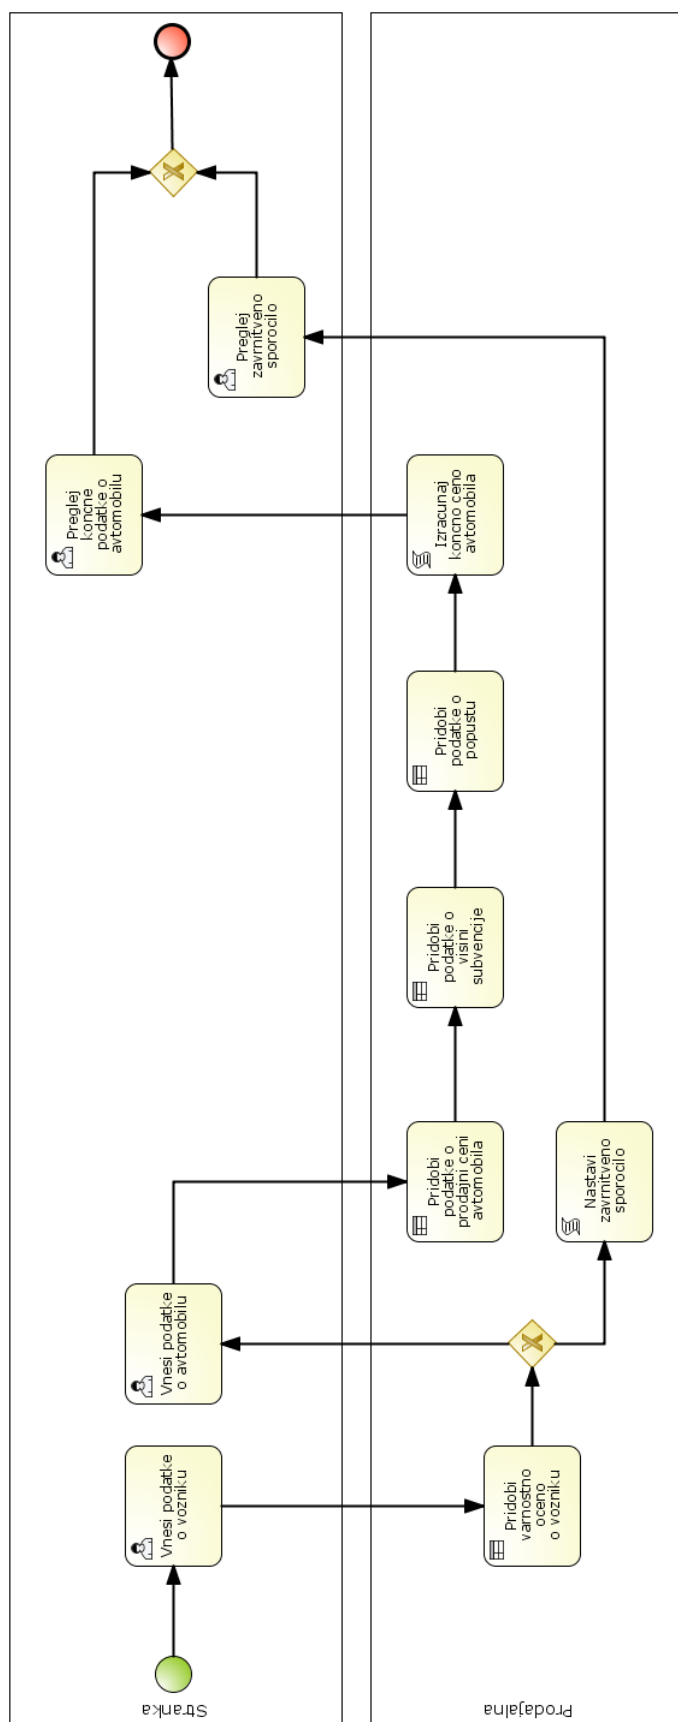 Stranka
Vnesi podatke
o vozniku
Vnesi podatke
o avtomobilu
Preglej
koncne
podatke o
avtomobilu
Preglej
zavrnitveno
sporocilo
Prodajalna
Pridobi
varnostno
oceno
o vozniku
Pridobi
podatke o
prodajni ceni
avtomobila
Pridobi
podatke o
visini
subvencije
Pridobi
podatke o
popustu
Izracunaj
koncno ceno
avtomobila
Nastavi
zavrnitveno
sporocilo